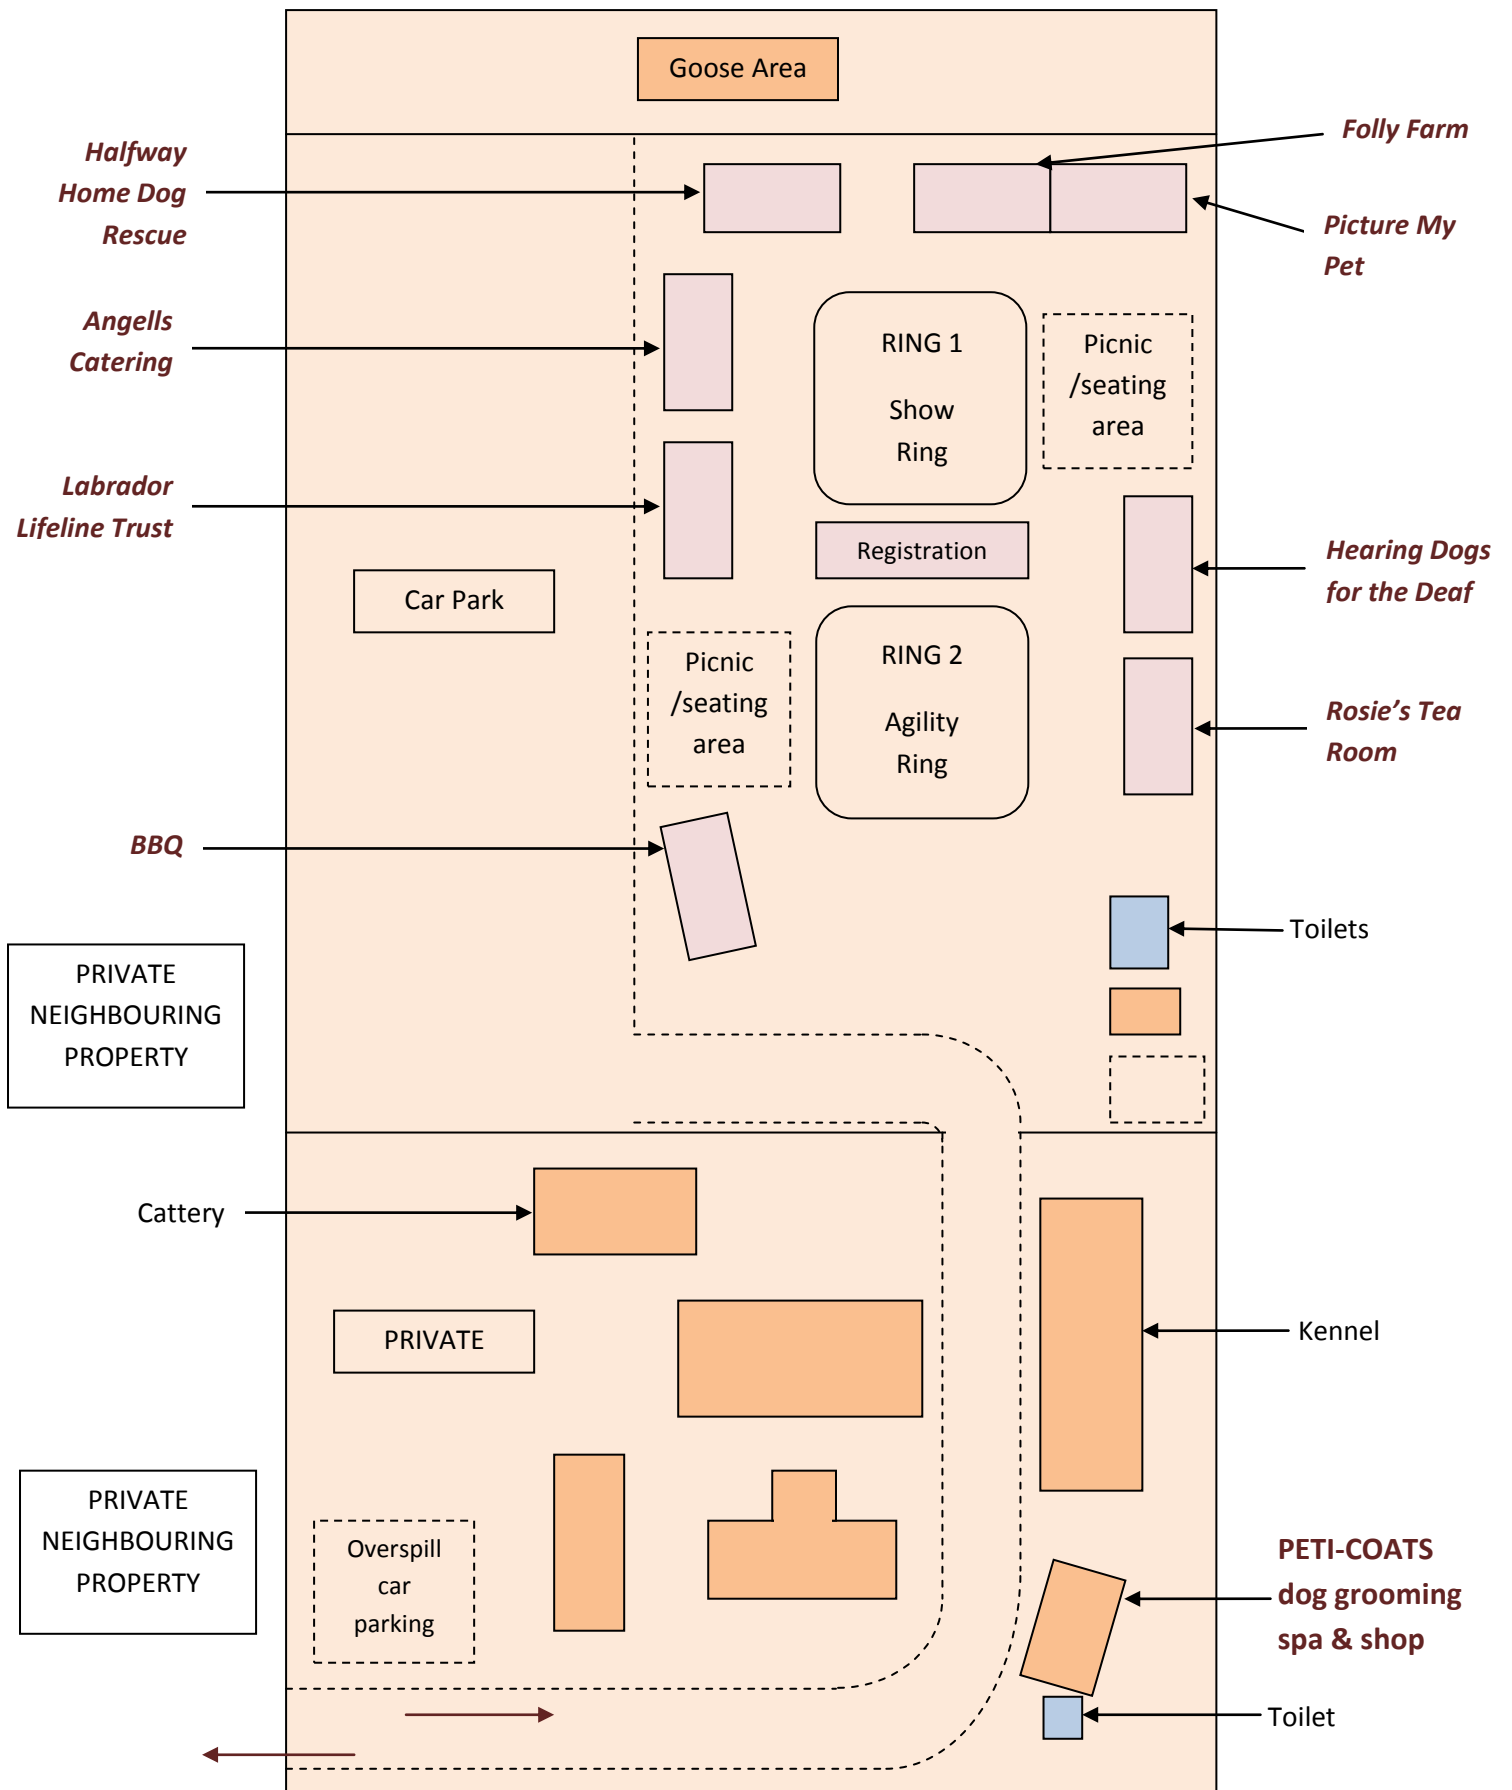 Goose Area
Halfway
Home Dog
Rescue
Folly Farm
Picture My
Pet
Angells
Catering
RING 1
Show
Ring
Picnic
/seating
area
Labrador
Lifeline Trust
Registration
Hearing Dogs
for the Deaf
Car Park
Picnic
/seating
area
RING 2
Agility
Ring
Rosie’s Tea
Room
BBQ
Toilets
PRIVATE
NEIGHBOURING
PROPERTY
Cattery
PRIVATE
Kennel
PRIVATE
NEIGHBOURING
PROPERTY
Overspill
car
parking
PETI-COATS
dog grooming
spa & shop
Toilet